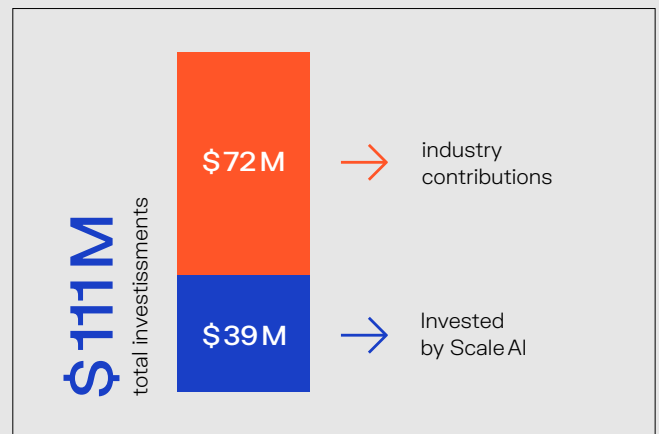 $111M
total investissments
$72M
industry
contributions
$39M
Invested
by Scale AI